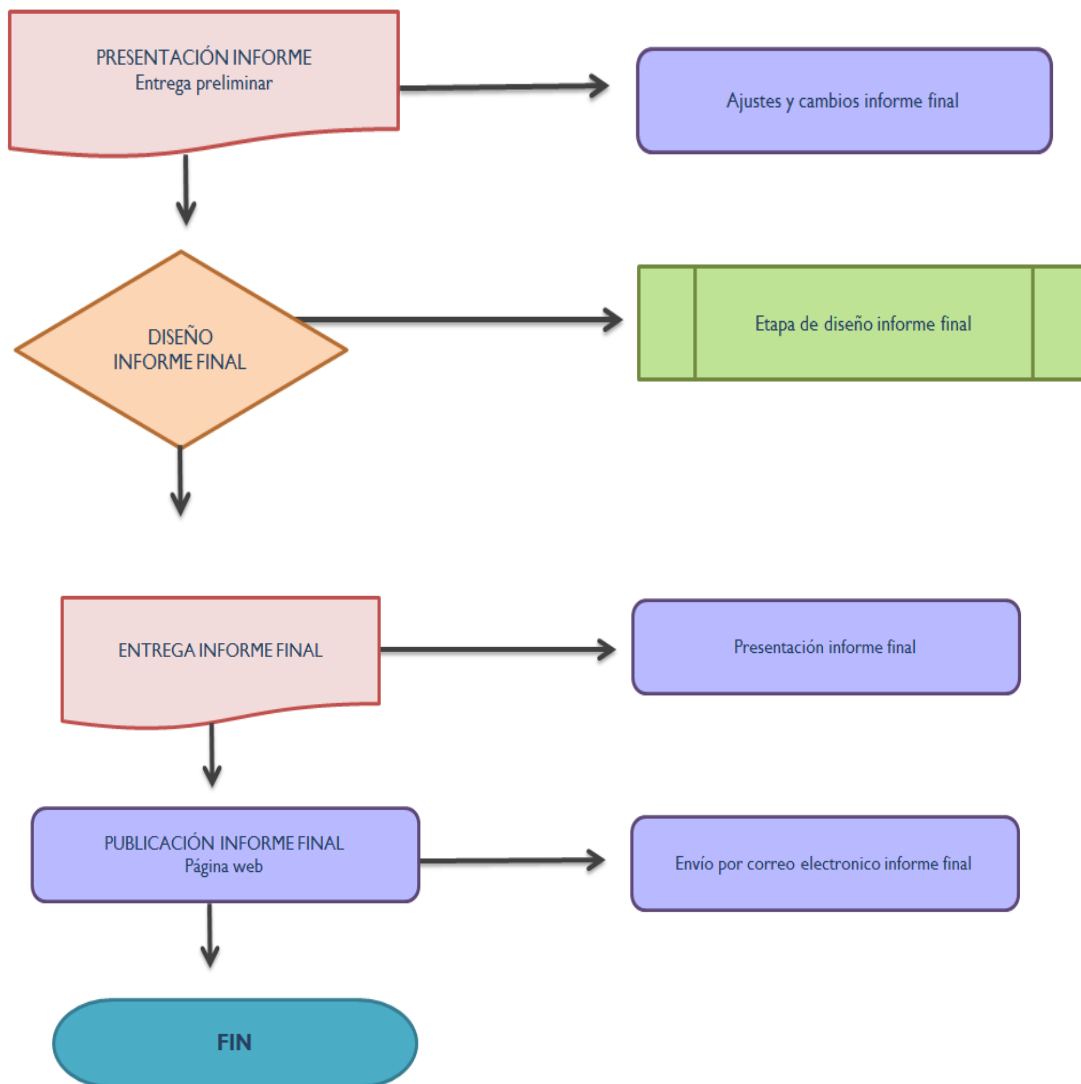 PRESENTACIÓN INFORME
Entrega preliminar
Ajustes y cambios informe final
DISEÑO
INFORME FINAL
Etapa de diseño informe final
ENTREGA INFORME FINAL
Presentación informe final
PUBLICACIÓN INFORME FINAL
Página web
Envío por correo electronico informe final
FIN